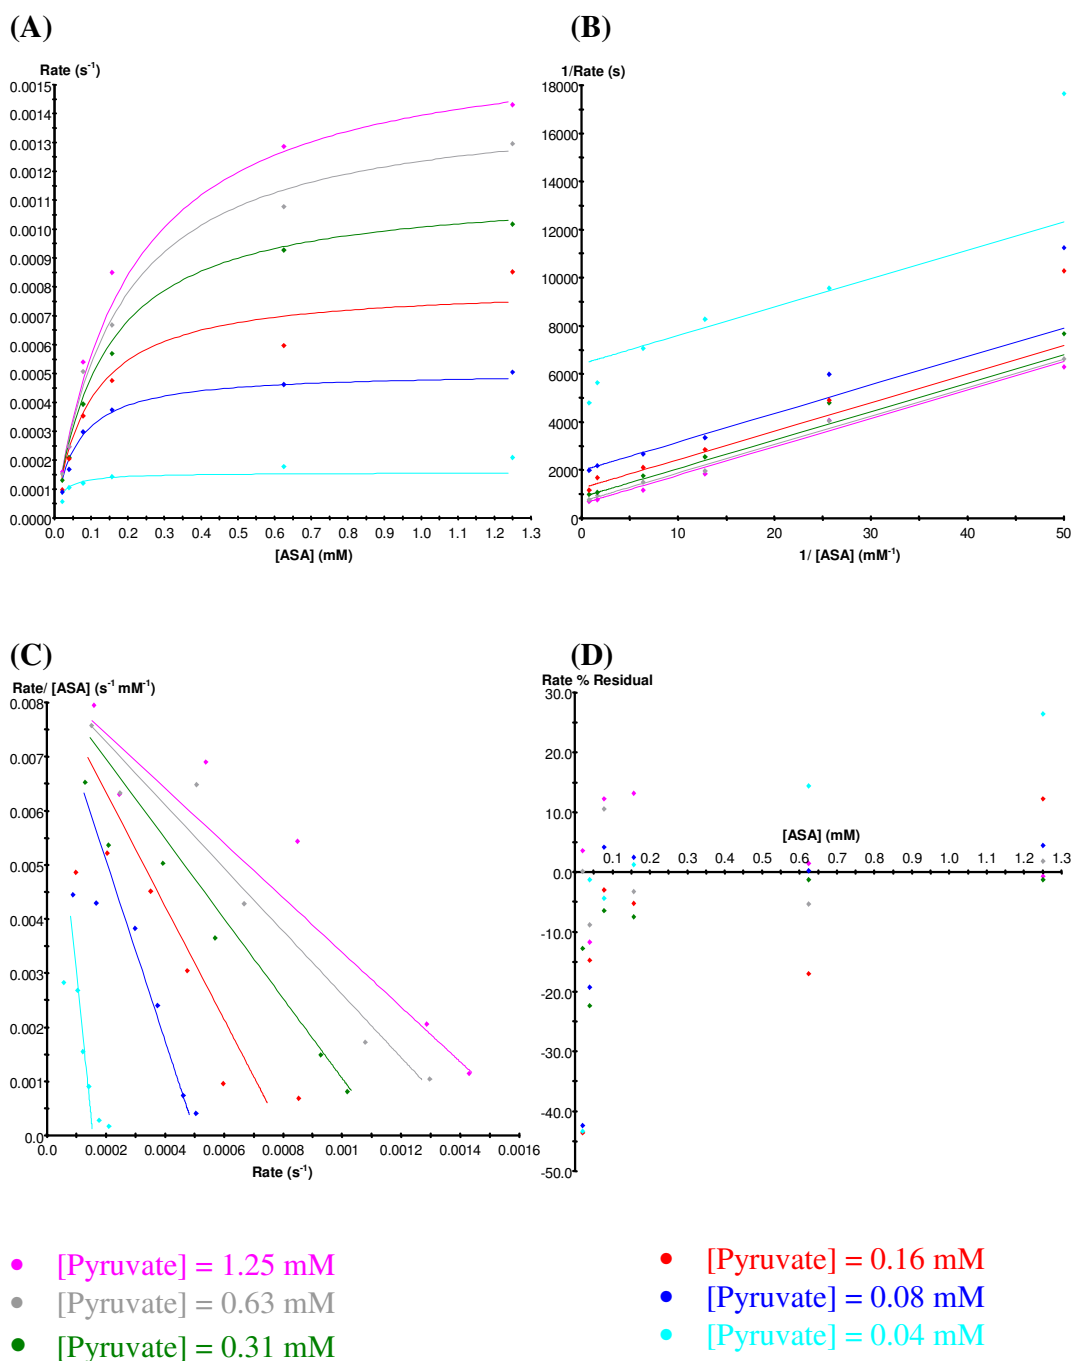 (A)
Rate (s-1)
0.0015
0.0014
0.0013
0.0012
0.0011
0.0010
0.0009
0.0008
0.0007
0.0006
0.0005
0.0004
0.0003
0.0002
0.0001
0.0000
0.0 0.1 0.2 0.3 0.4 0.5 0.6 0.7 0.8 0.9 1.0 1.1 1.2 1.3
[ASA] (mM)
(B)
1/Rate (s)
18000
16000
14000
12000
10000
8000
6000
4000
2000
0
0 10 20 30 40 50
1/ [ASA] (mM-1)
(C)
Rate/ [ASA] (s-1 mM-1)
0.008
0.007
0.006
0.005
0.004
0.003
0.002
0.001
0.0
0.0002 0.0004 0.0006 0.0008 0.001 0.0012 0.0014 0.0016
Rate (s-1)
(D)
Rate % Residual
30.0
20.0
10.0
[ASA] (mM)
0.0
0.1 0.2 0.3 0.4 0.5 0.6 0.7 0.8 0.9 1.0 1.1 1.2 1.3
-10.0
-20.0
-30.0
-40.0
-50.0
[Pyruvate] = 1.25 mM
[Pyruvate] = 0.63 mM
[Pyruvate] = 0.31 mM
[Pyruvate] = 0.16 mM
[Pyruvate] = 0.08 mM
[Pyruvate] = 0.04 mM